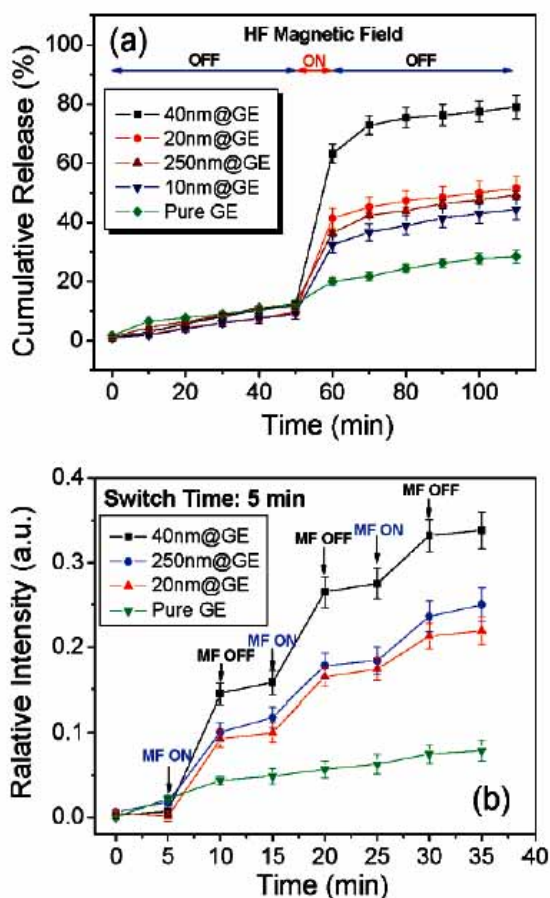 (a)
HF Magnetic Field
OFF ON OFF
40nm@GE
20nm@GE
250nm@GE
10nm@GE
Pure GE
Cumulative Release (%)
100
80
60
40
20
0
0 20 40 60 80 100
Time (min)
Switch Time: 5 min
40nm@GE
250nm@GE
20nm@GE
Pure GE
MF ON
MF OFF
MF ON
MF OFF
MF ON
MF OFF
(b)
Ralative Intensity (a.u.)
0.4
0.3
0.2
0.1
0.0
0 5 10 15 20 25 30 35 40
Time (min)